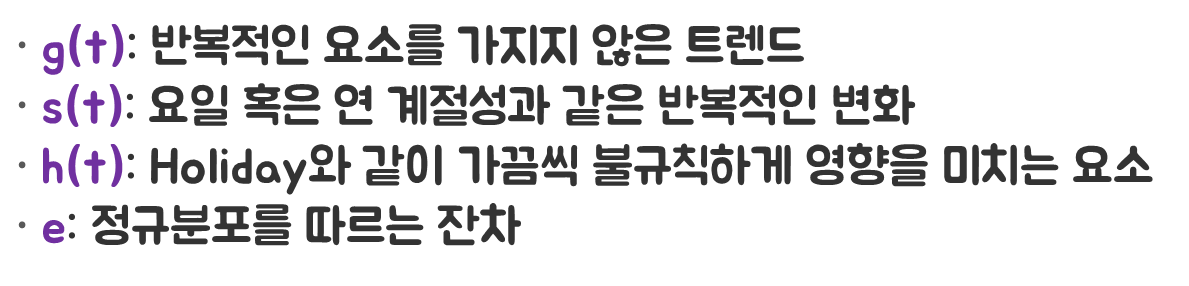 · g(t): 반복적인 요소를 가지지 않은 트렌드
· s(t): 요일 혹은 연 계절성과 같은 반복적인 변화
· h(t): Holiday와 같이 가끔씩 불규칙하게 영향을 미치는 요소
· e: 정규분포를 따르는 잔차